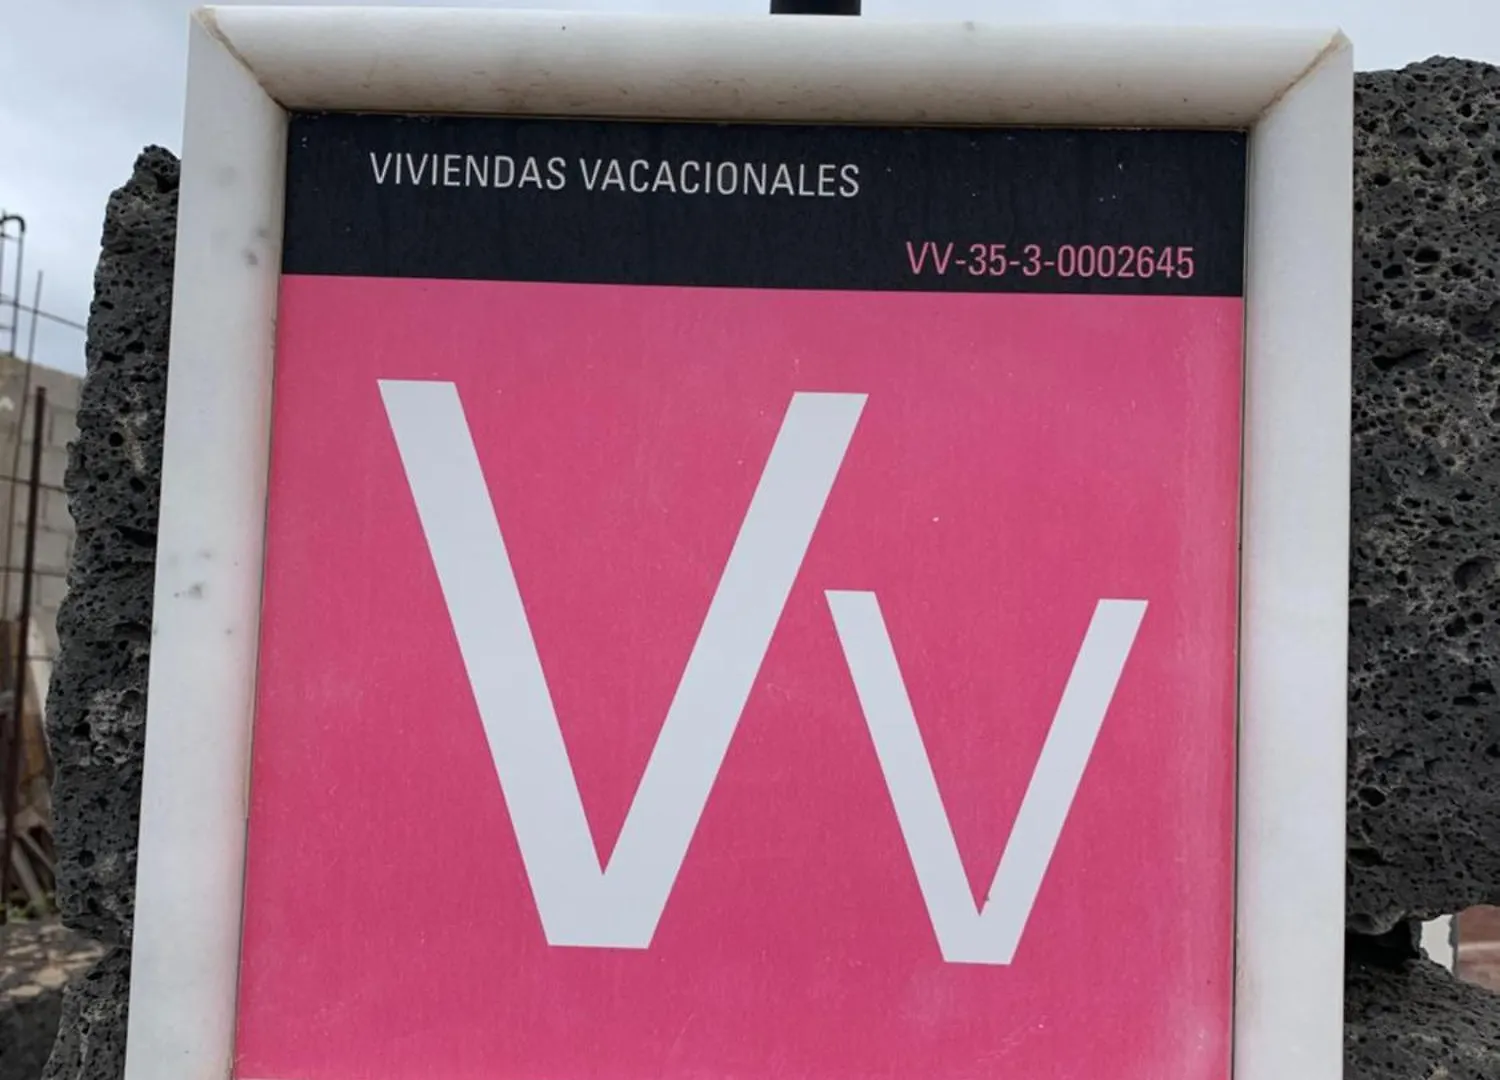 VIVIENDAS VACACIONALES
VV-35-3-0002645
Vv